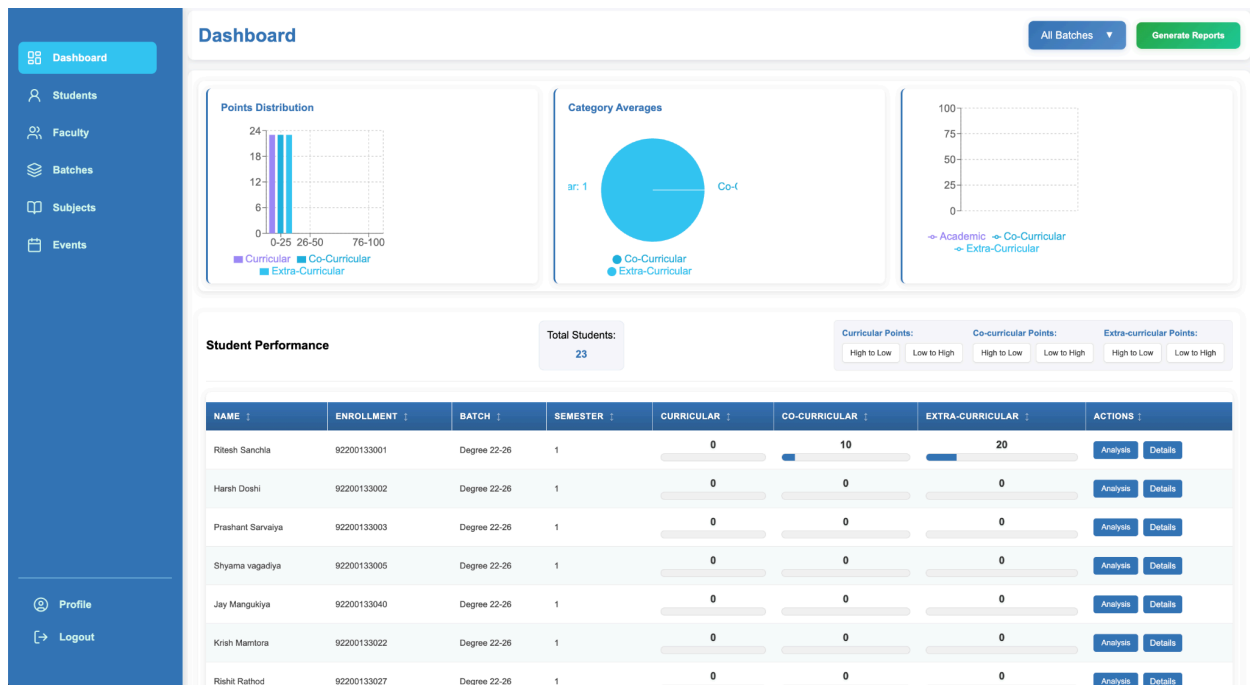 Dashboard
Students
Faculty
Batches
Subjects
Events
Profile
Logout
Dashboard
All Batches ▼
Generate Reports
Points Distribution
24
18
12
6
0
0-25 26-50 76-100
Curricular Co-Curricular
Extra-Curricular
Category Averages
ar: 1
Co-(
Co-Curricular
Extra-Curricular
100
75
50
25
0
Academic Co-Curricular
Extra-Curricular
Student Performance
Total Students:
23
Curricular Points: Co-curricular Points: Extra-curricular Points:
High to Low Low to High High to Low Low to High High to Low Low to High
NAME ↕ ENROLLMENT ↕ BATCH ↕ SEMESTER ↕ CURRICULAR ↕ CO-CURRICULAR ↕ EXTRA-CURRICULAR ↕ ACTIONS ↕
Ritesh Sanchla 92200133001 Degree 22-26 1 0 10 20 Analysis Details
Harsh Doshi 92200133002 Degree 22-26 1 0 0 0 Analysis Details
Prashant Sarvaiya 92200133003 Degree 22-26 1 0 0 0 Analysis Details
Shyama vagadiya 92200133005 Degree 22-26 1 0 0 0 Analysis Details
Jay Mangukiya 92200133040 Degree 22-26 1 0 0 0 Analysis Details
Krish Mamtora 92200133022 Degree 22-26 1 0 0 0 Analysis Details
Rishit Rathod 92200133027 Degree 22-26 1 0 0 0 Analysis Details